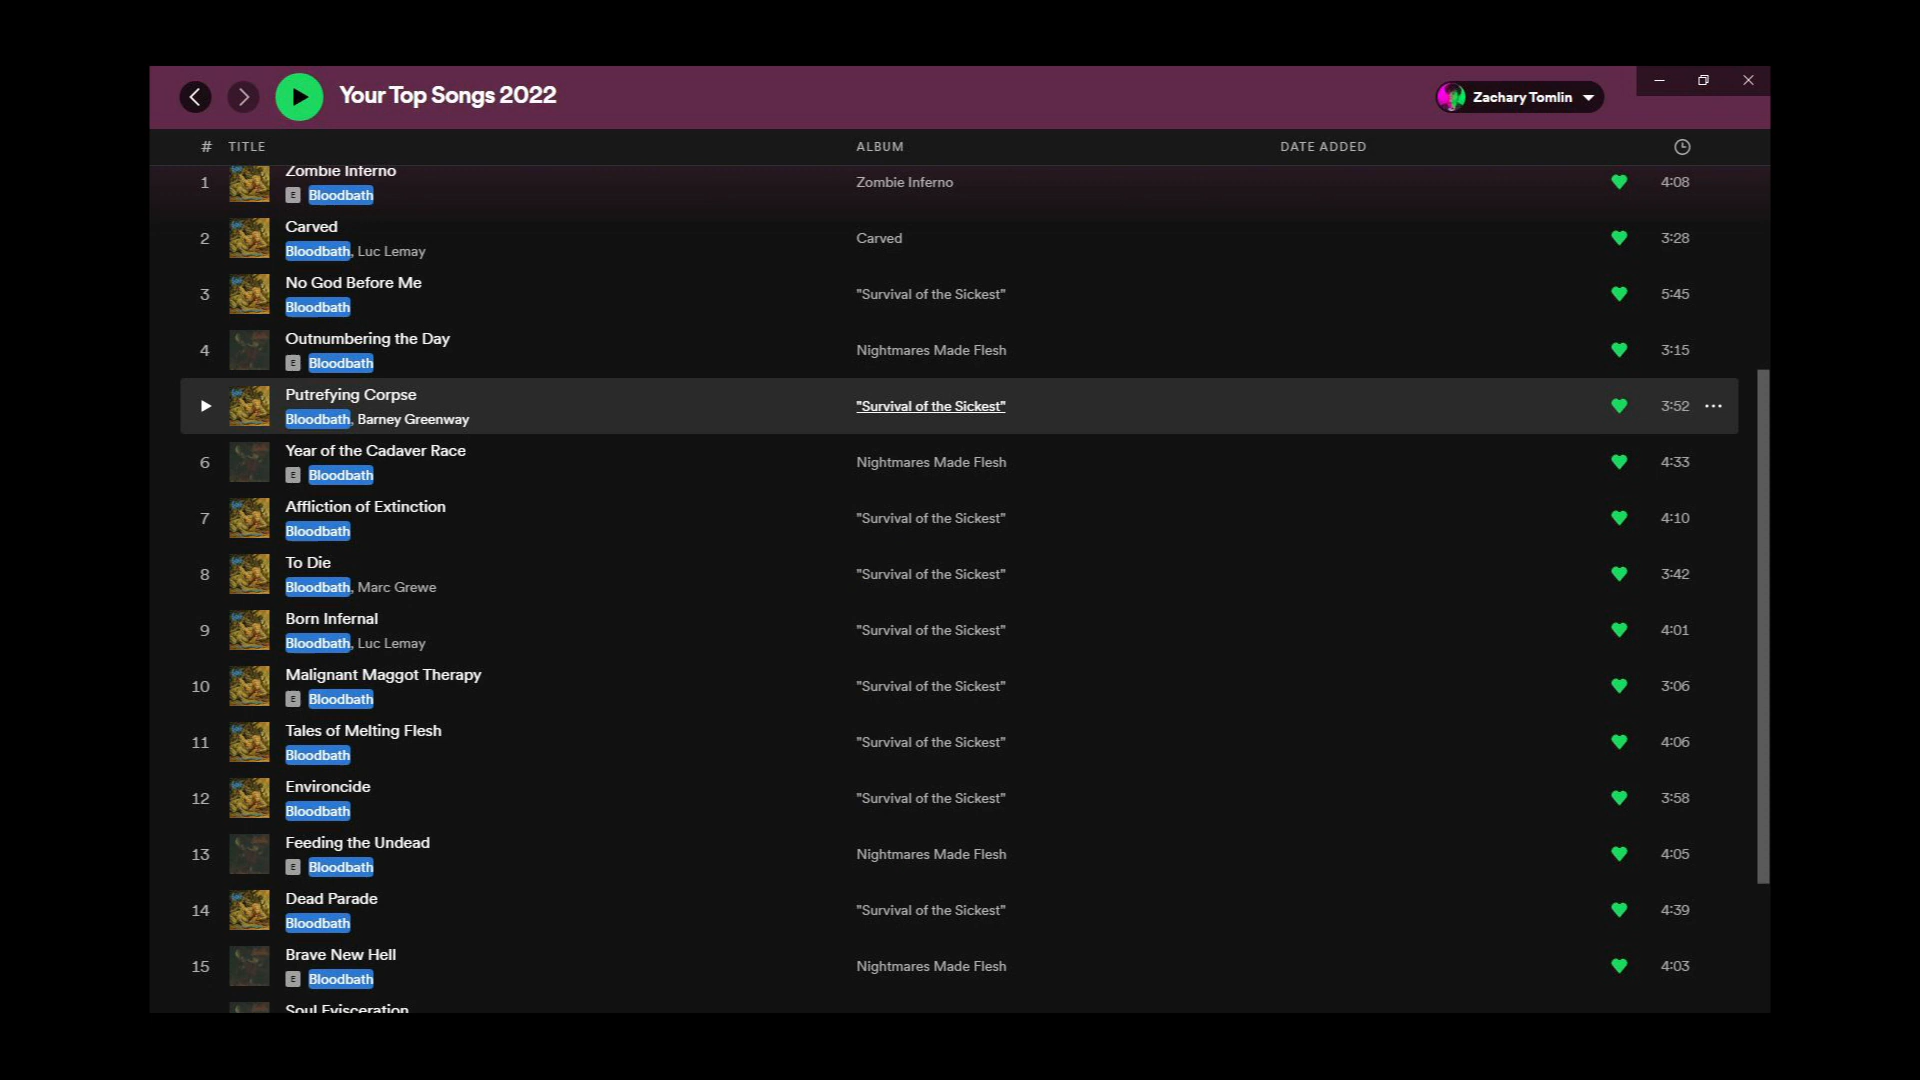 Your Top Songs 2022
Zachary Tomlin
# TITLE ALBUM DATE ADDED
1 Zombie Inferno Zombie Inferno 4:08
E Bloodbath
2 Carved Carved 3:28
Bloodbath, Luc Lemay
3 No God Before Me "Survival of the Sickest" 5:45
Bloodbath
4 Outnumbering the Day Nightmares Made Flesh 3:15
E Bloodbath
Putrefying Corpse "Survival of the Sickest" 3:52
Bloodbath, Barney Greenway
6 Year of the Cadaver Race Nightmares Made Flesh 4:33
E Bloodbath
7 Affliction of Extinction "Survival of the Sickest" 4:10
Bloodbath
8 To Die "Survival of the Sickest" 3:42
Bloodbath, Marc Grewe
9 Born Infernal "Survival of the Sickest" 4:01
Bloodbath, Luc Lemay
10 Malignant Maggot Therapy "Survival of the Sickest" 3:06
E Bloodbath
11 Tales of Melting Flesh "Survival of the Sickest" 4:06
Bloodbath
12 Environcide "Survival of the Sickest" 3:58
Bloodbath
13 Feeding the Undead Nightmares Made Flesh 4:05
E Bloodbath
14 Dead Parade "Survival of the Sickest" 4:39
Bloodbath
15 Brave New Hell Nightmares Made Flesh 4:03
E Bloodbath
Soul Evisceration